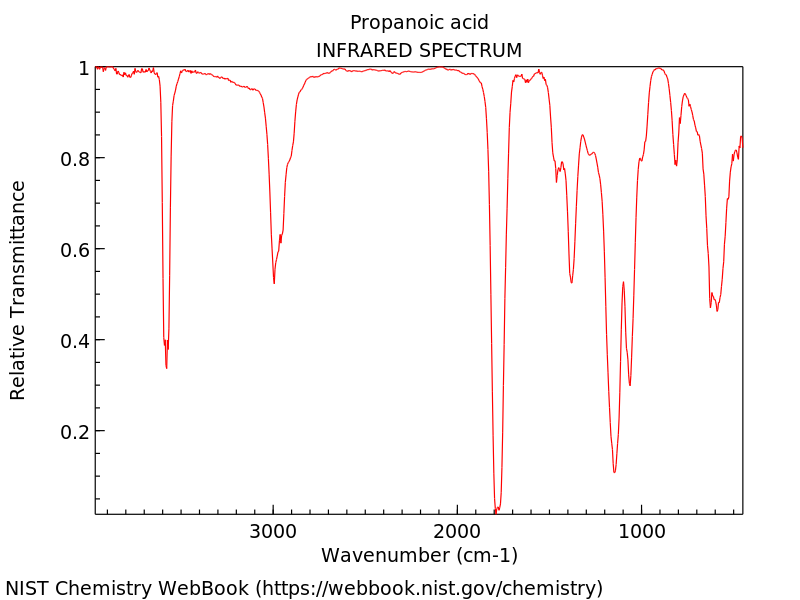 Propanoic acid
INFRARED SPECTRUM
1
0.8
0.6
0.4
0.2
Relative Transmittance
3000 2000 1000
Wavenumber (cm-1)
NIST Chemistry WebBook (https://webbook.nist.gov/chemistry)